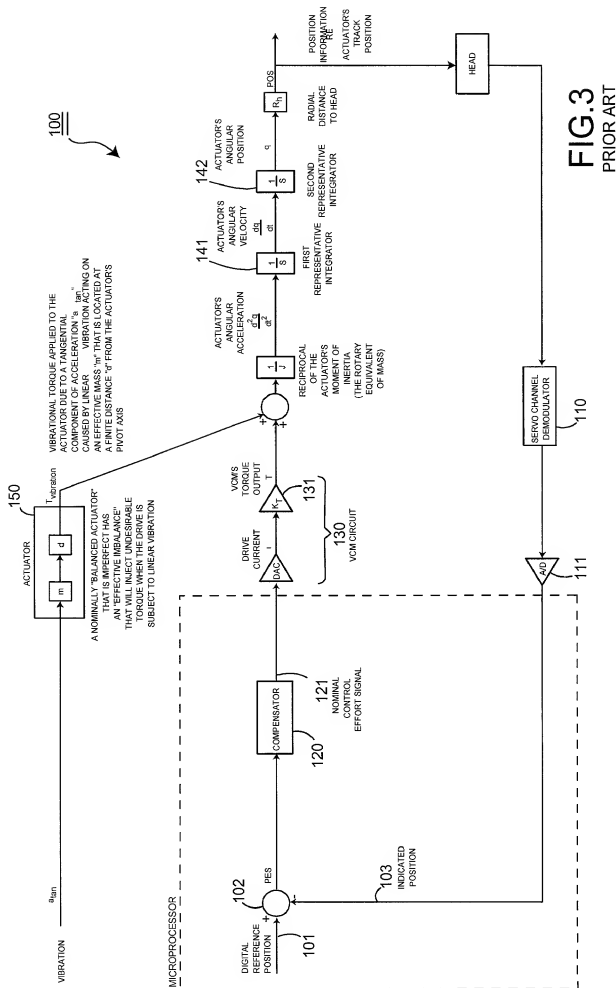 100
VIBRATION
a tan
150
ACTUATOR
m
d
T vibration
VIBRATIONAL TORQUE APPLIED TO THE
ACTUATOR DUE TO A TANGENTIAL
COMPONENT OF ACCELERATION "a tan"
CAUSED BY LINEAR VIBRATION ACTING ON
AN EFFECTIVE MASS "m" THAT IS LOCATED AT
A FINITE DISTANCE "d" FROM THE ACTUATOR'S
PIVOT AXIS
A NOMINALLY "BALANCED ACTUATOR"
THAT IS IMPERFECT HAS
AN "EFFECTIVE IMBALANCE"
THAT WILL INJECT UNDESIRABLE
TORQUE WHEN THE DRIVE IS
SUBJECT TO LINEAR VIBRATION
MICROPROCESSOR
DIGITAL
REFERENCE
POSITION
101
+
102
-
PES
103
INDICATED
POSITION
COMPENSATOR
120
121
NOMINAL
CONTROL
EFFORT SIGNAL
DRIVE
CURRENT
I
DAC
VCM'S
TORQUE
OUTPUT
T
K T
131
130
VCM CIRCUIT
+
+
1/J
RECIPROCAL
OF THE
ACTUATOR'S
MOMENT OF
INERTIA
(THE ROTARY
EQUIVALENT
OF MASS)
ACTUATOR'S
ANGULAR
ACCELERATION
d²q
dt²
141
1/S
FIRST
REPRESENTATIVE
INTEGRATOR
ACTUATOR'S
ANGULAR
VELOCITY
dq
dt
142
1/S
SECOND
REPRESENTATIVE
INTEGRATOR
ACTUATOR'S
ANGULAR
POSITION
q
R h
RADIAL
DISTANCE
TO HEAD
POS
POSITION
INFORMATION
RE
ACTUATOR'S
TRACK
POSITION
HEAD
SERVO CHANNEL
DEMODULATOR
110
A/D
111
FIG.3
PRIOR ART